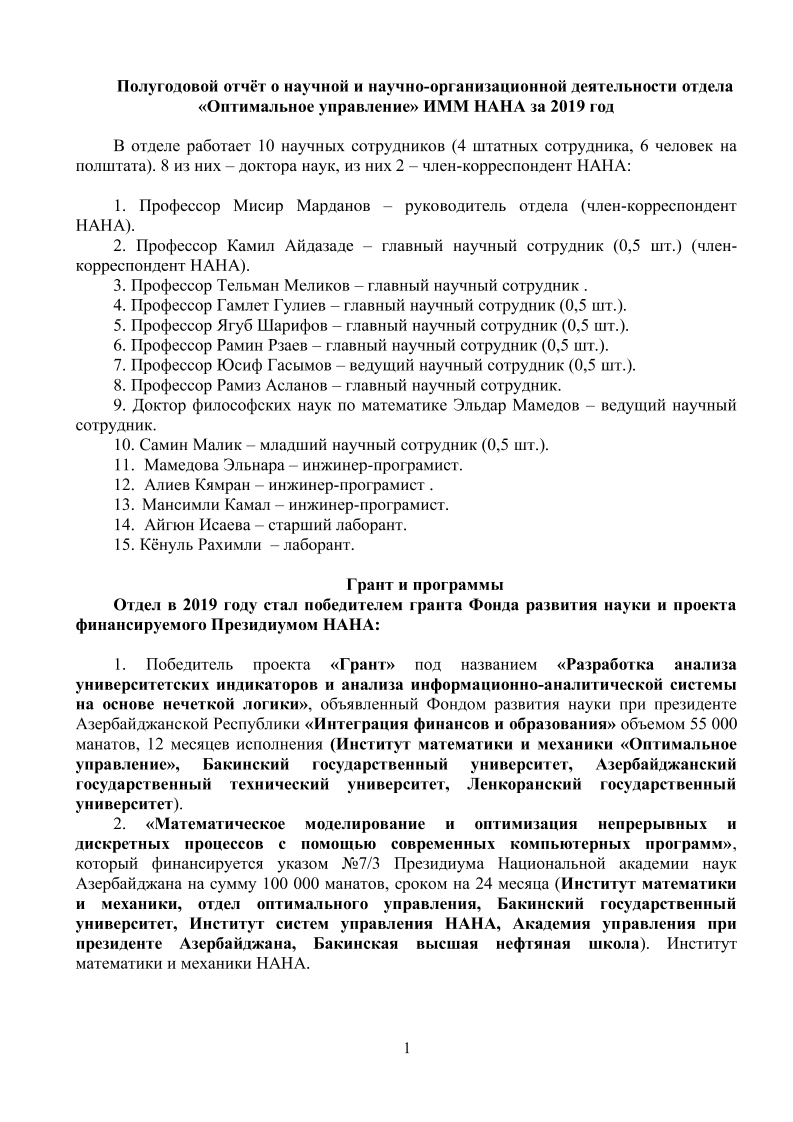 Полугодовой отчёт о научной и научно-организационной деятельности отдела
«Оптимальное управление» ИММ НАНА за 2019 год
В отделе работает 10 научных сотрудников (4 штатных сотрудника, 6 человек на
полштата). 8 из них – доктора наук, из них 2 – член-корреспондент НАНА:
1. Профессор Мисир Марданов – руководитель отдела (член-корреспондент
НАНА).
2. Профессор Камил Айдазаде – главный научный сотрудник (0,5 шт.) (член-
корреспондент НАНА).
3. Профессор Тельман Меликов – главный научный сотрудник .
4. Профессор Гамлет Гулиев – главный научный сотрудник (0,5 шт.).
5. Профессор Ягуб Шарифов – главный научный сотрудник (0,5 шт.).
6. Профессор Рамин Рзаев – главный научный сотрудник (0,5 шт.).
7. Профессор Юсиф Гасымов – ведущий научный сотрудник (0,5 шт.).
8. Профессор Рамиз Асланов – главный научный сотрудник.
9. Доктор философских наук по математике Эльдар Мамедов – ведущий научный
сотрудник.
10. Самин Малик – младший научный сотрудник (0,5 шт.).
11. Мамедова Эльнара – инжинер-програмист.
12. Алиев Кямран – инжинер-програмист .
13. Мансимли Камал – инжинер-програмист.
14. Айгюн Исаева – старший лаборант.
15. Кёнуль Рахимли – лаборант.
Грант и программы
Отдел в 2019 году стал победителем гранта Фонда развития науки и проекта
финансируемого Президиумом НАНА:
1. Победитель проекта «Грант» под названием «Разработка анализа
университетских индикаторов и анализа информационно-аналитической системы
на основе нечеткой логики», объявленный Фондом развития науки при президенте
Азербайджанской Республики «Интеграция финансов и образования» объемом 55 000
манатов, 12 месяцев исполнения (Институт математики и механики «Оптимальное
управление», Бакинский государственный университет, Азербайджанский
государственный технический университет, Ленкоранский государственный
университет).
2. «Математическое моделирование и оптимизация непрерывных и
дискретных процессов с помощью современных компьютерных программ»,
который финансируется указом №7/3 Президиума Национальной академии наук
Азербайджана на сумму 100 000 манатов, сроком на 24 месяца (Институт математики
и механики, отдел оптимального управления, Бакинский государственный
университет, Институт систем управления НАНА, Академия управления при
президенте Азербайджана, Бакинская высшая нефтяная школа). Институт
математики и механики НАНА.
1